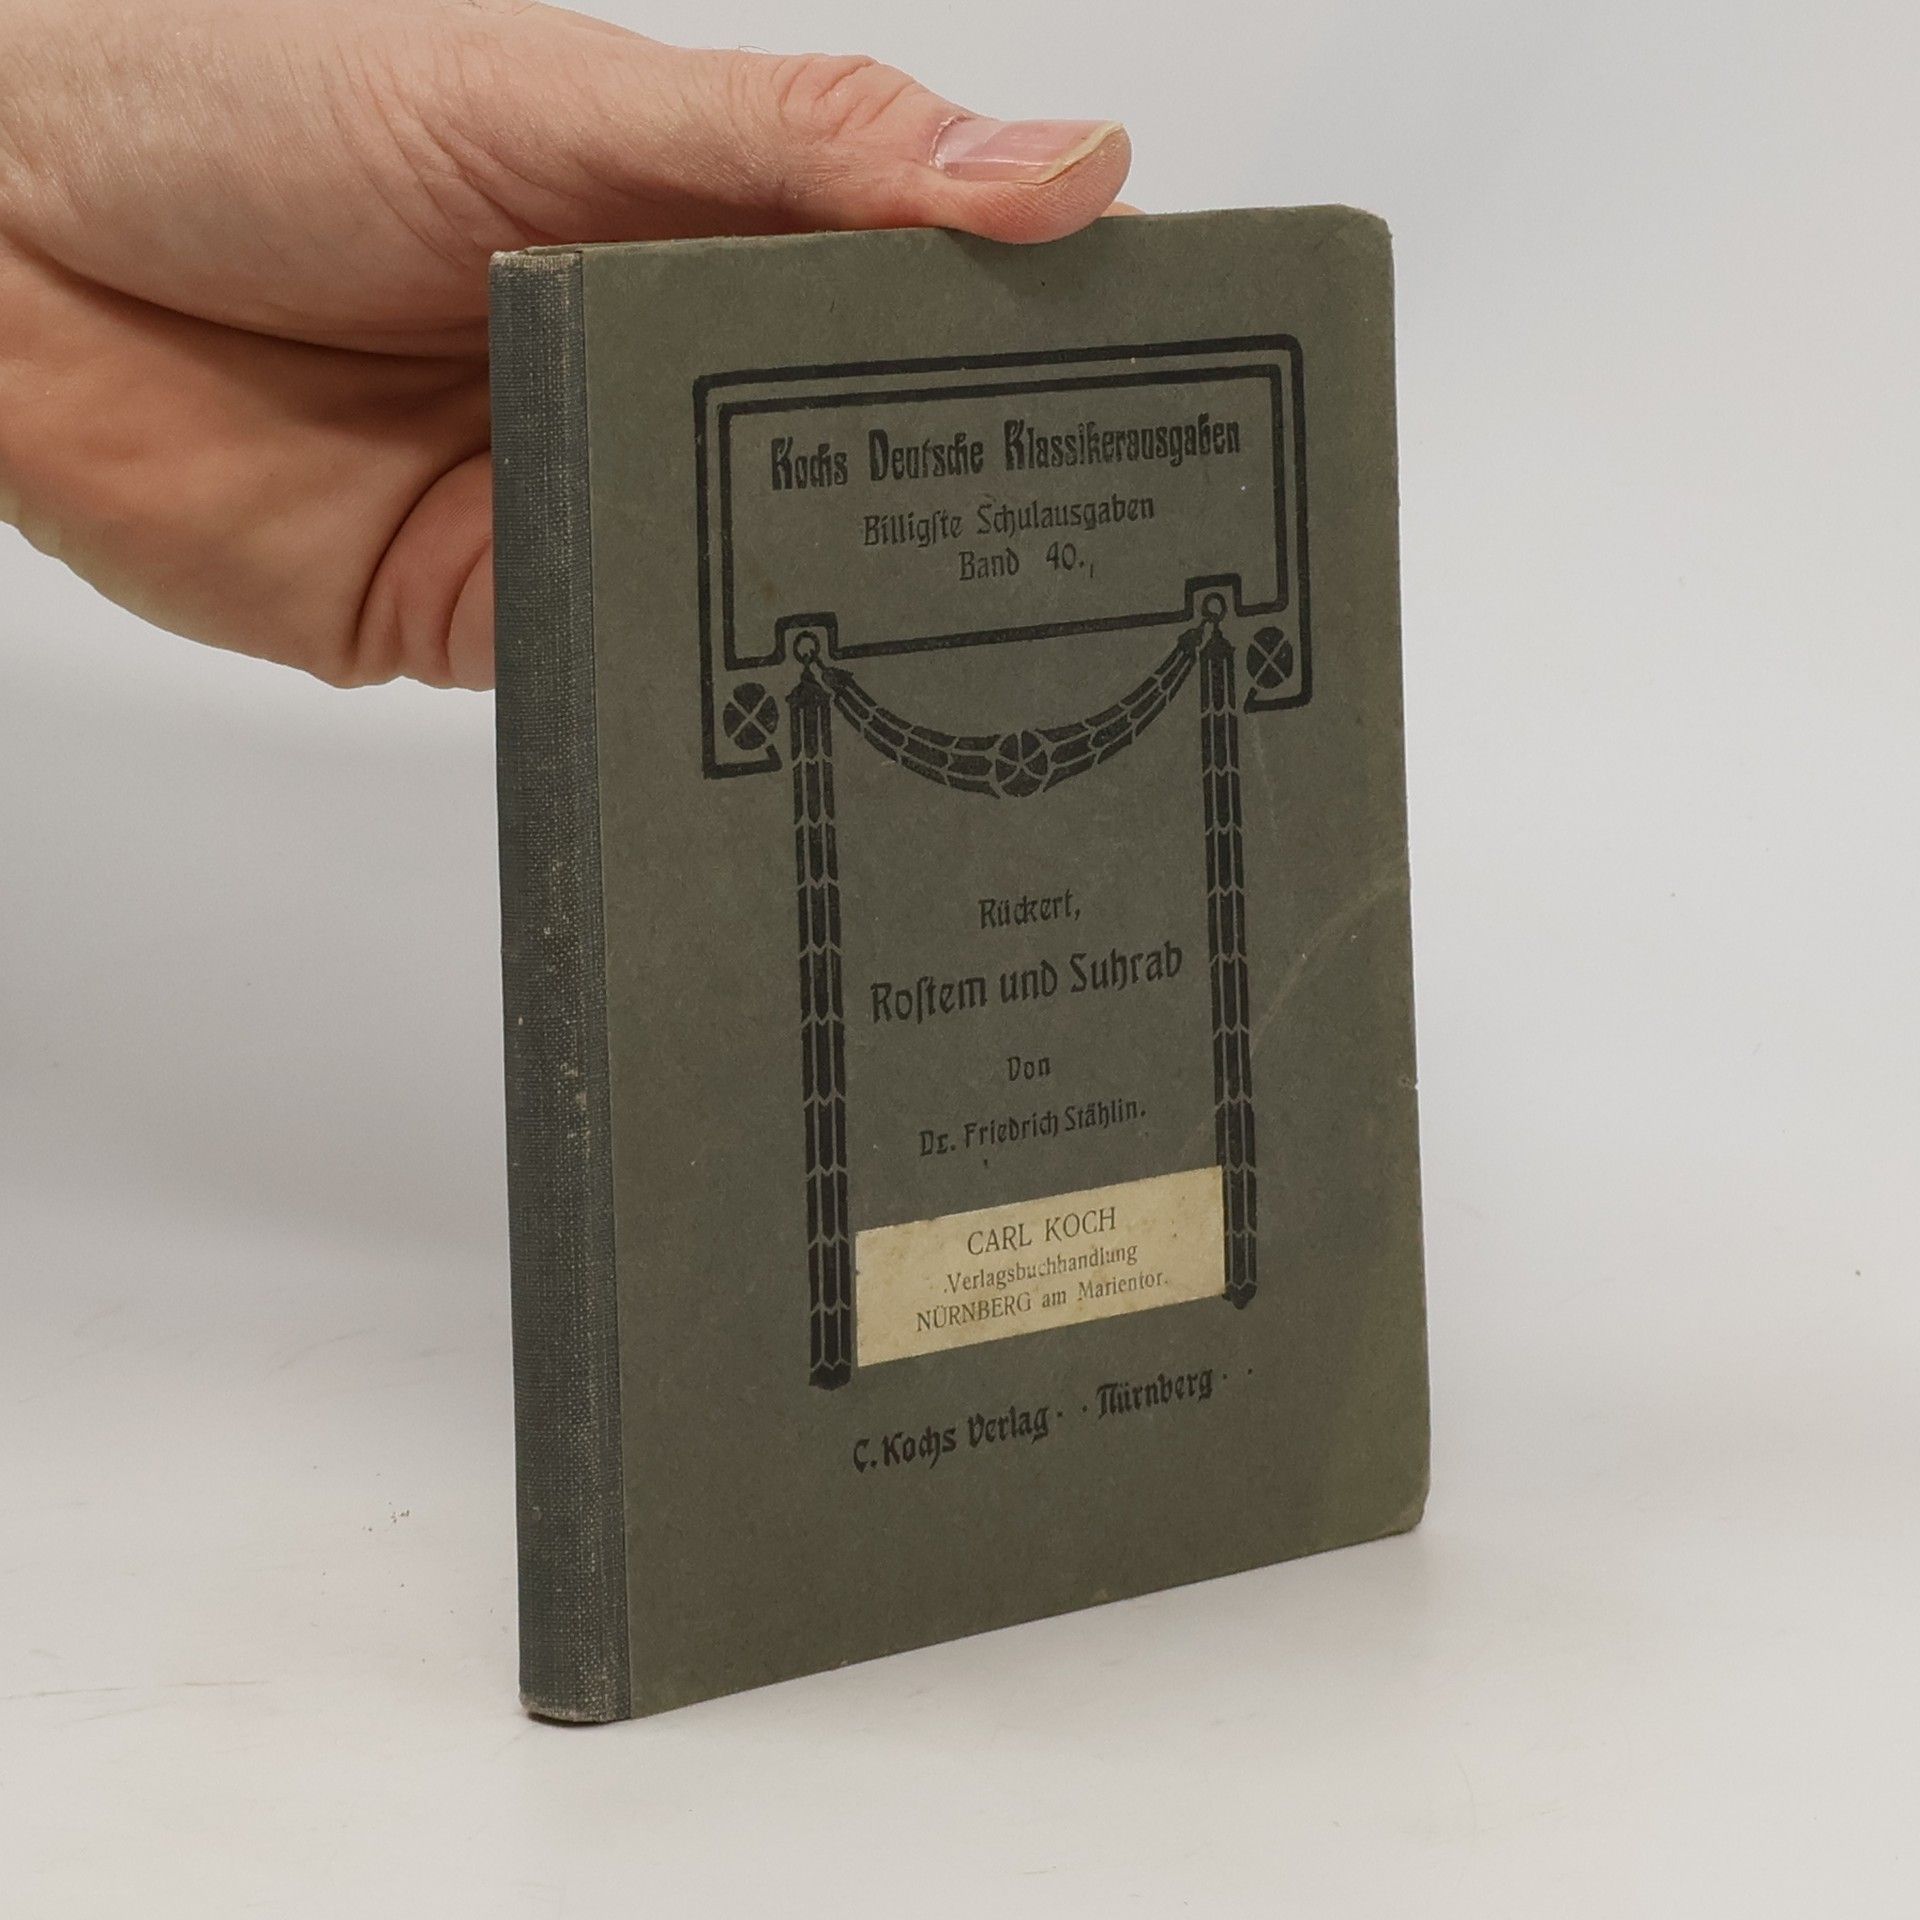 Kochs Deutsche Klassikerausgaben
Billigſte Schulausgaben
Band 40.
Rückert,
Roſtem und Suhrab
Von
Dr. Friedrich Stählin.
CARL KOCH
Verlagsbuchhandlung
NÜRNBERG am Marientor.
C. Kochs Verlag · · Nürnberg · ·